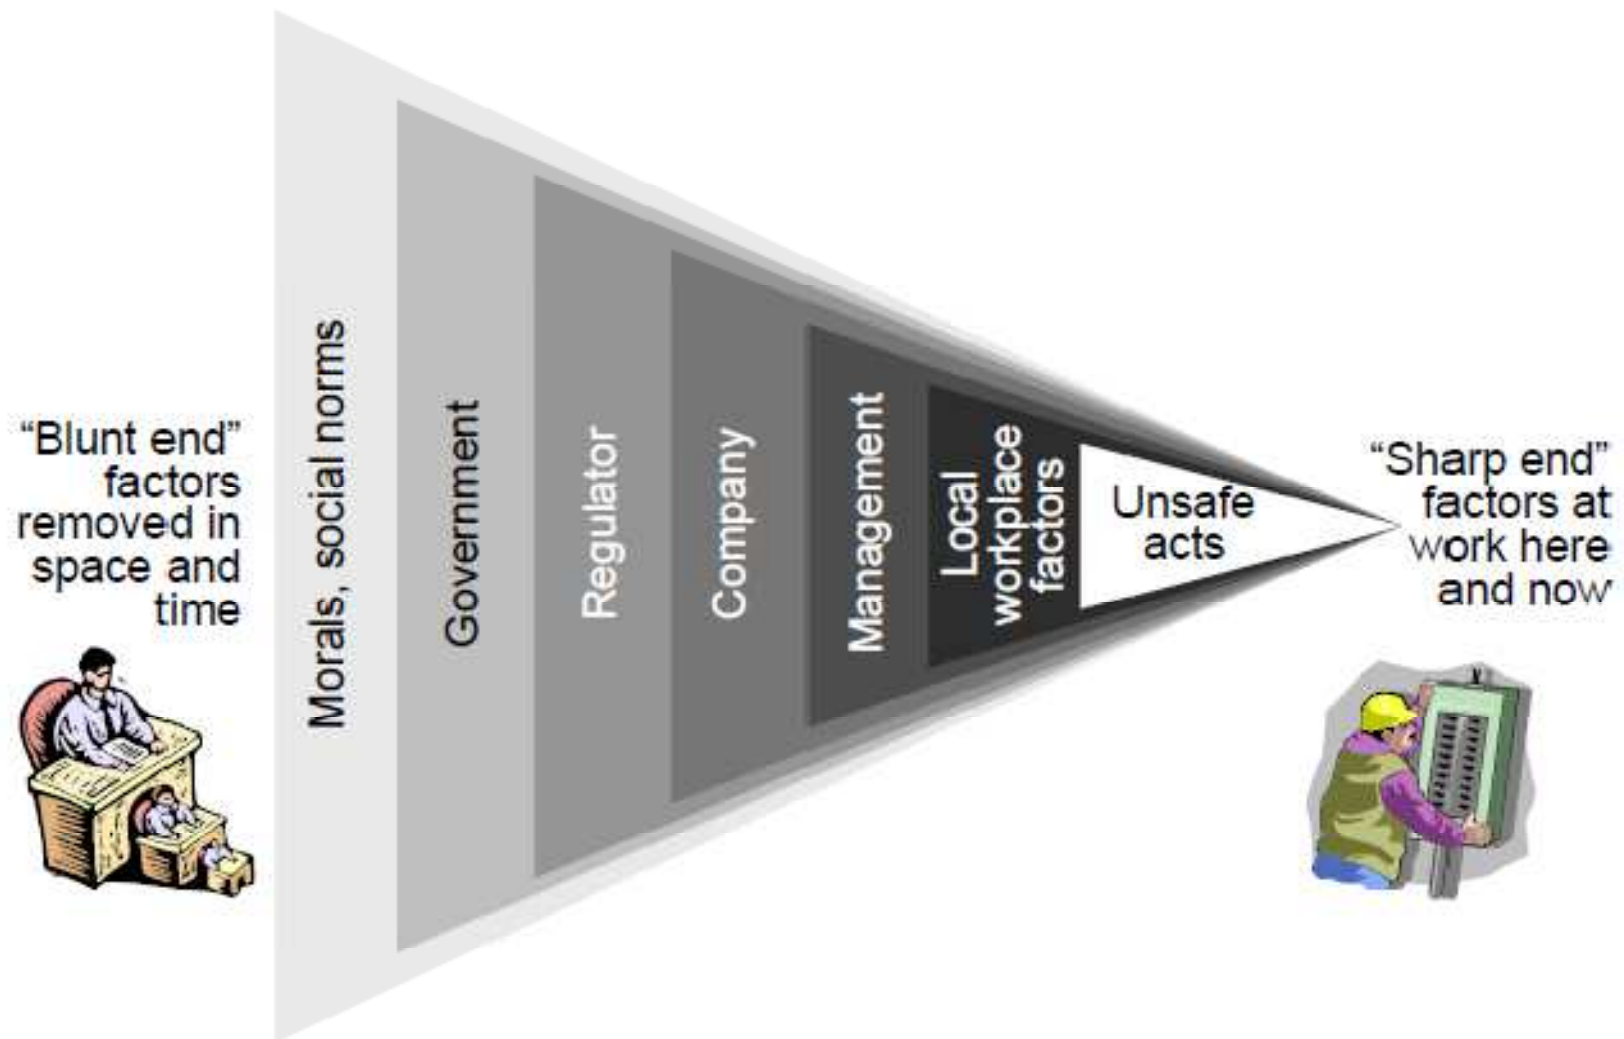 “Blunt end”
factors
removed in
space and
time
Morals, social norms
Government
Regulator
Company
Management
Local
workplace
factors
Unsafe
acts
“Sharp end”
factors at
work here
and now